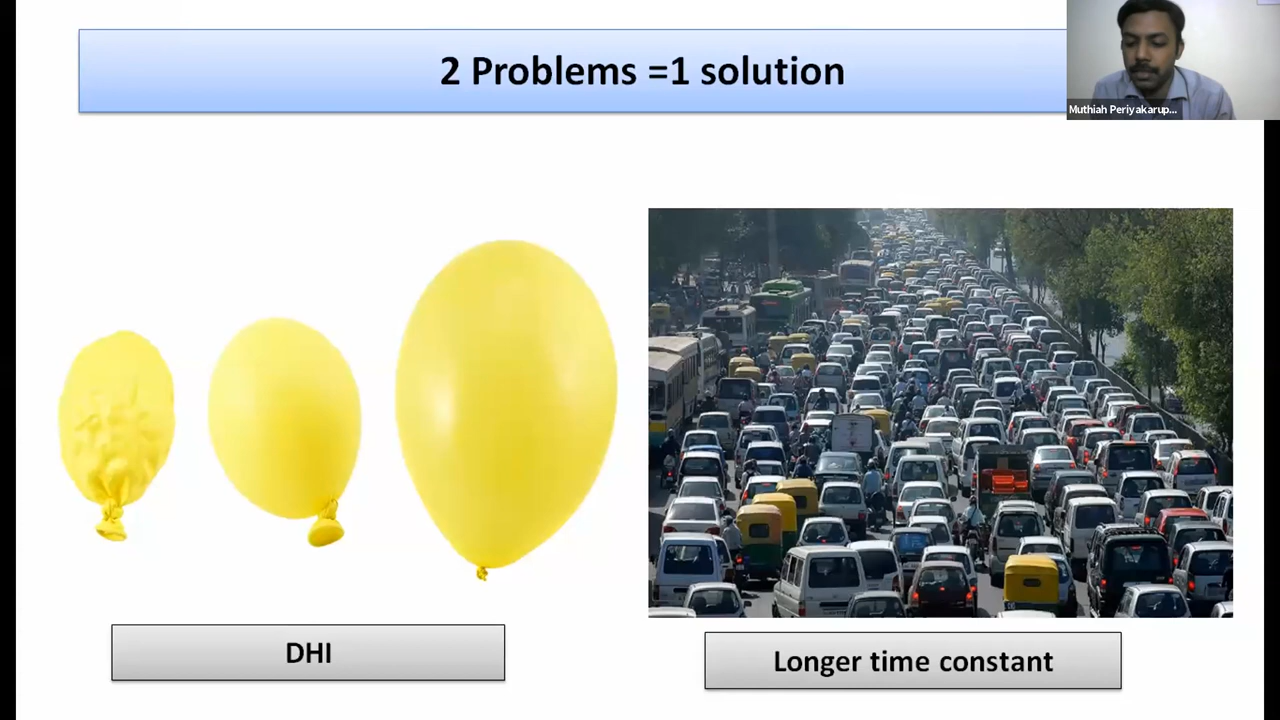 2 Problems =1 solution
Muthiah Periyakarup...
DHI
Longer time constant